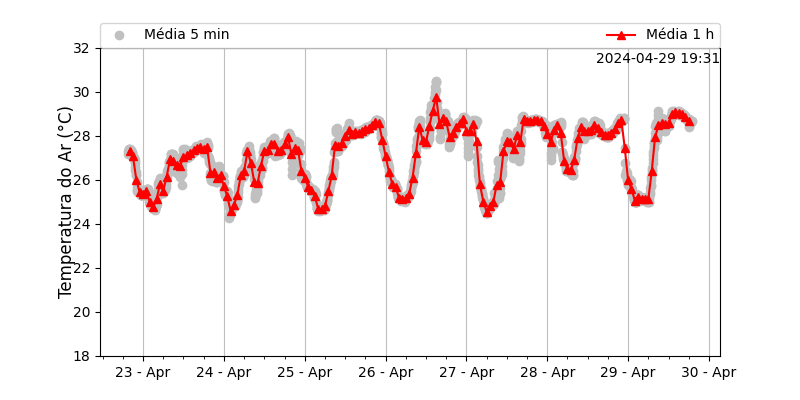 Média 5 min
Média 1 h
2024-04-29 19:31
Temperatura do Ar (°C)
32
30
28
26
24
22
20
18
23 - Apr
24 - Apr
25 - Apr
26 - Apr
27 - Apr
28 - Apr
29 - Apr
30 - Apr